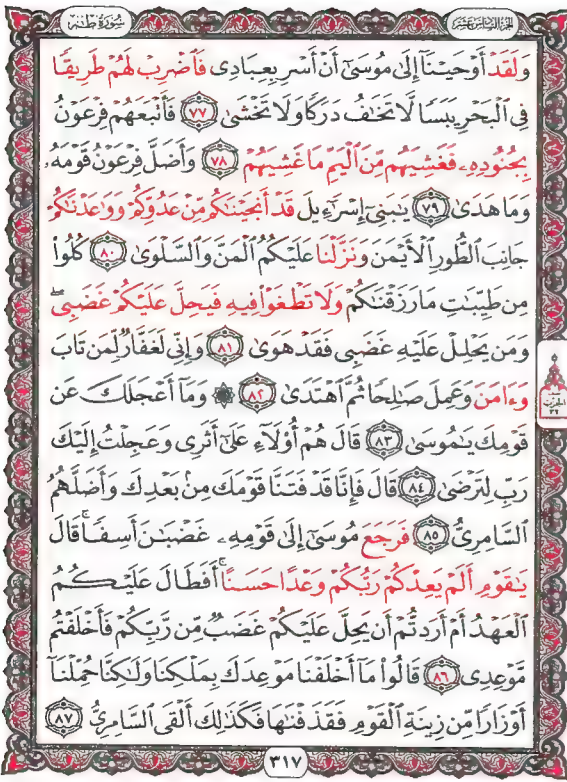 سُورَةُ طه
الجزء السادس عشر
وَلَقَدْ أَوْحَيْنَآ إِلَىٰ مُوسَىٰٓ أَنْ أَسْرِ بِعِبَادِى فَٱضْرِبْ لَهُمْ طَرِيقًا
فِى ٱلْبَحْرِ يَبَسًا لَّا تَخَـٰفُ دَرَكًا وَلَا تَخْشَىٰ ٧٧ فَأَتْبَعَهُمْ فِرْعَوْنُ
بِجُنُودِهِۦ فَغَشِيَهُم مِّنَ ٱلْيَمِّ مَا غَشِيَهُمْ ٧٨ وَأَضَلَّ فِرْعَوْنُ قَوْمَهُۥ
وَمَا هَدَىٰ ٧٩ يَـٰبَنِىٓ إِسْرَٰٓءِيلَ قَدْ أَنجَيْنَـٰكُم مِّنْ عَدُوِّكُمْ وَوَٰعَدْنَـٰكُمْ
جَانِبَ ٱلطُّورِ ٱلْأَيْمَنَ وَنَزَّلْنَا عَلَيْكُمُ ٱلْمَنَّ وَٱلسَّلْوَىٰ ٨٠ كُلُوا۟
مِن طَيِّبَـٰتِ مَا رَزَقْنَـٰكُمْ وَلَا تَطْغَوْا۟ فِيهِ فَيَحِلَّ عَلَيْكُمْ غَضَبِى ۖ
وَمَن يَحْلِلْ عَلَيْهِ غَضَبِى فَقَدْ هَوَىٰ ٨١ وَإِنِّى لَغَفَّارٌ لِّمَن تَابَ
وَءَامَنَ وَعَمِلَ صَـٰلِحًا ثُمَّ ٱهْتَدَىٰ ٨٢ ۞ وَمَآ أَعْجَلَكَ عَن
قَوْمِكَ يَـٰمُوسَىٰ ٨٣ قَالَ هُمْ أُو۟لَآءِ عَلَىٰٓ أَثَرِى وَعَجِلْتُ إِلَيْكَ
رَبِّ لِتَرْضَىٰ ٨٤ قَالَ فَإِنَّا قَدْ فَتَنَّا قَوْمَكَ مِنۢ بَعْدِكَ وَأَضَلَّهُمُ
ٱلسَّامِرِىُّ ٨٥ فَرَجَعَ مُوسَىٰٓ إِلَىٰ قَوْمِهِۦ غَضْبَـٰنَ أَسِفًا ۚ قَالَ
يَـٰقَوْمِ أَلَمْ يَعِدْكُمْ رَبُّكُمْ وَعْدًا حَسَنًا ۚ أَفَطَالَ عَلَيْكُمُ
ٱلْعَهْدُ أَمْ أَرَدتُّمْ أَن يَحِلَّ عَلَيْكُمْ غَضَبٌ مِّن رَّبِّكُمْ فَأَخْلَفْتُم
مَّوْعِدِى ٨٦ قَالُوا۟ مَآ أَخْلَفْنَا مَوْعِدَكَ بِمَلْكِنَا وَلَـٰكِنَّا حُمِّلْنَآ
أَوْزَارًا مِّن زِينَةِ ٱلْقَوْمِ فَقَذَفْنَـٰهَا فَكَذَٰلِكَ أَلْقَى ٱلسَّامِرِىُّ ٨٧
٣١٧